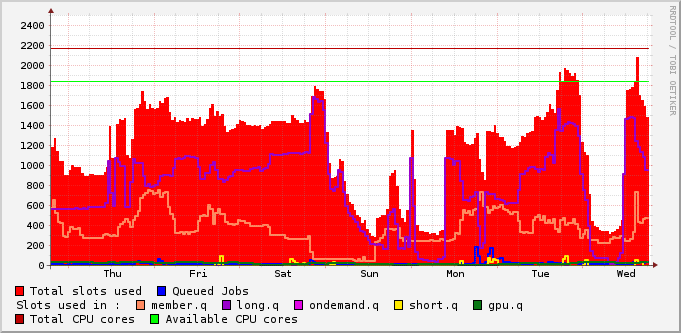 2400
2200
2000
1800
1600
1400
1200
1000
800
600
400
200
0
Thu Fri Sat Sun Mon Tue Wed
RRDTOOL / TOBI OETIKER
Total slots used Queued Jobs
Slots used in : member.q long.q ondemand.q short.q gpu.q
Total CPU cores Available CPU cores